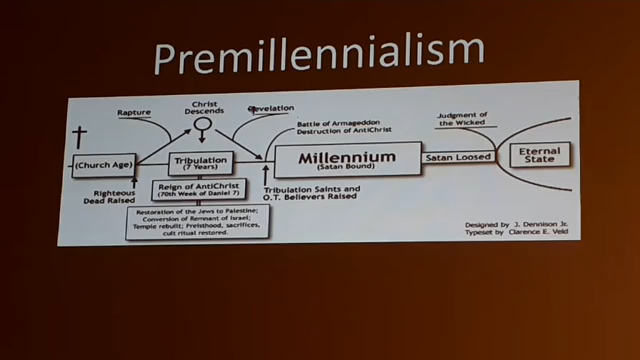 Premillennialism
Rapture
Christ
Descends
Revelation
Battle of Armageddon
Destruction of AntiChrist
Judgment of
the Wicked
(Church Age)
Tribulation
(7 Years)
Millennium
(Satan Bound)
Satan Loosed
Eternal
State
Righteous
Dead Raised
Reign of AntiChrist
(70th Week of Daniel 7)
Tribulation Saints and
O.T. Believers Raised
Restoration of the Jews to Palestine;
Conversion of Remnant of Israel;
Temple rebuilt; Priesthood, sacrifices,
cult ritual restored.
Designed by J. Dennison Jr.
Typeset by Clarence E. Veld